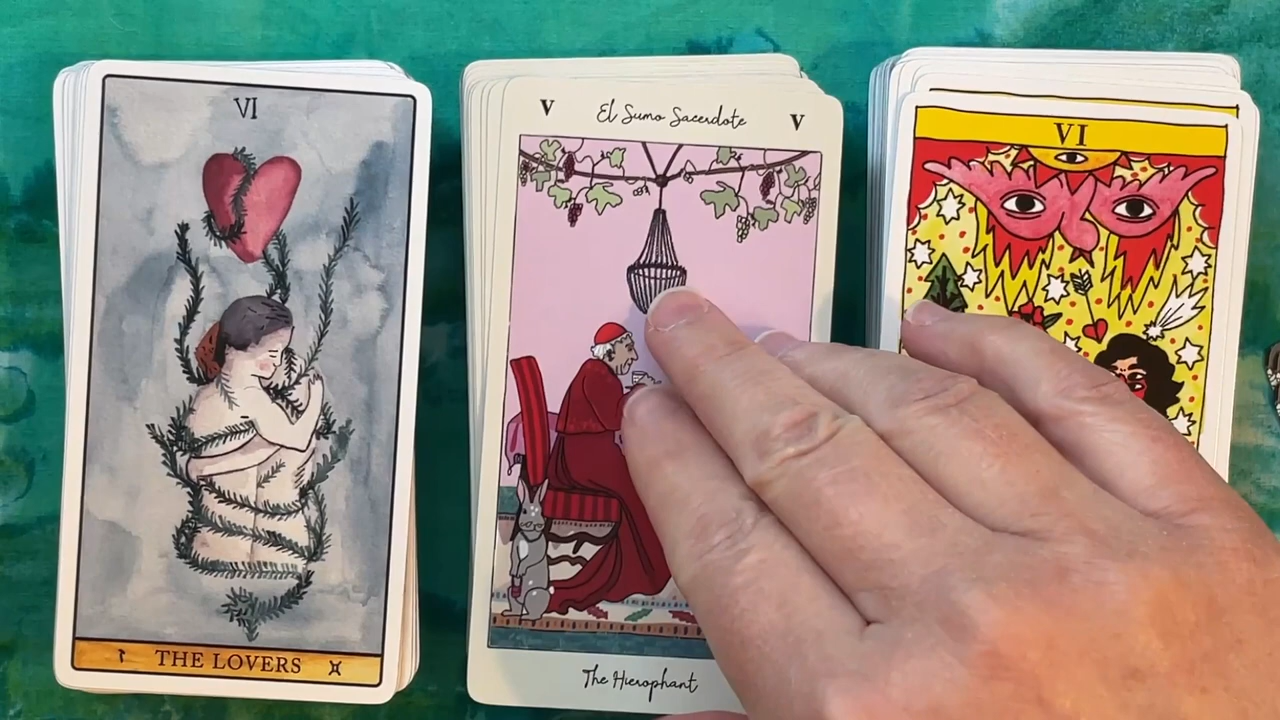 VI
THE LOVERS
V El Sumo Sacerdote V
The Hierophant
VI